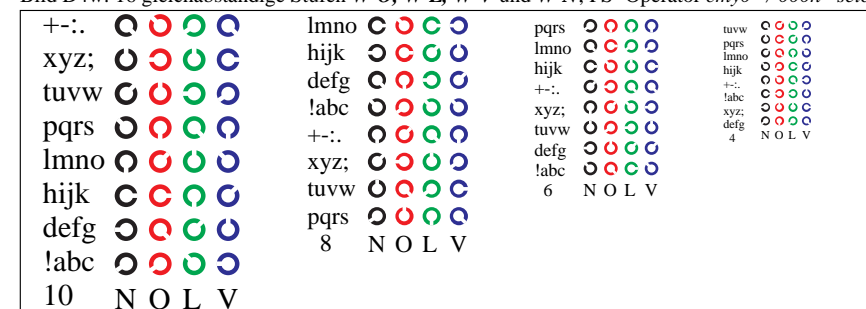 +-:.
xyz;
tuvw
pqrs
lmno
hijk
defg
!abc
10 N O L V
lmno
hijk
defg
!abc
+-:.
xyz;
tuvw
pqrs
8 N O L V
pqrs
lmno
hijk
+-:.
xyz;
tuvw
defg
!abc
6 N O L V
tuvw
pqrs
lmno
hijk
+-:.
!abc
xyz;
defg
4 N O L V